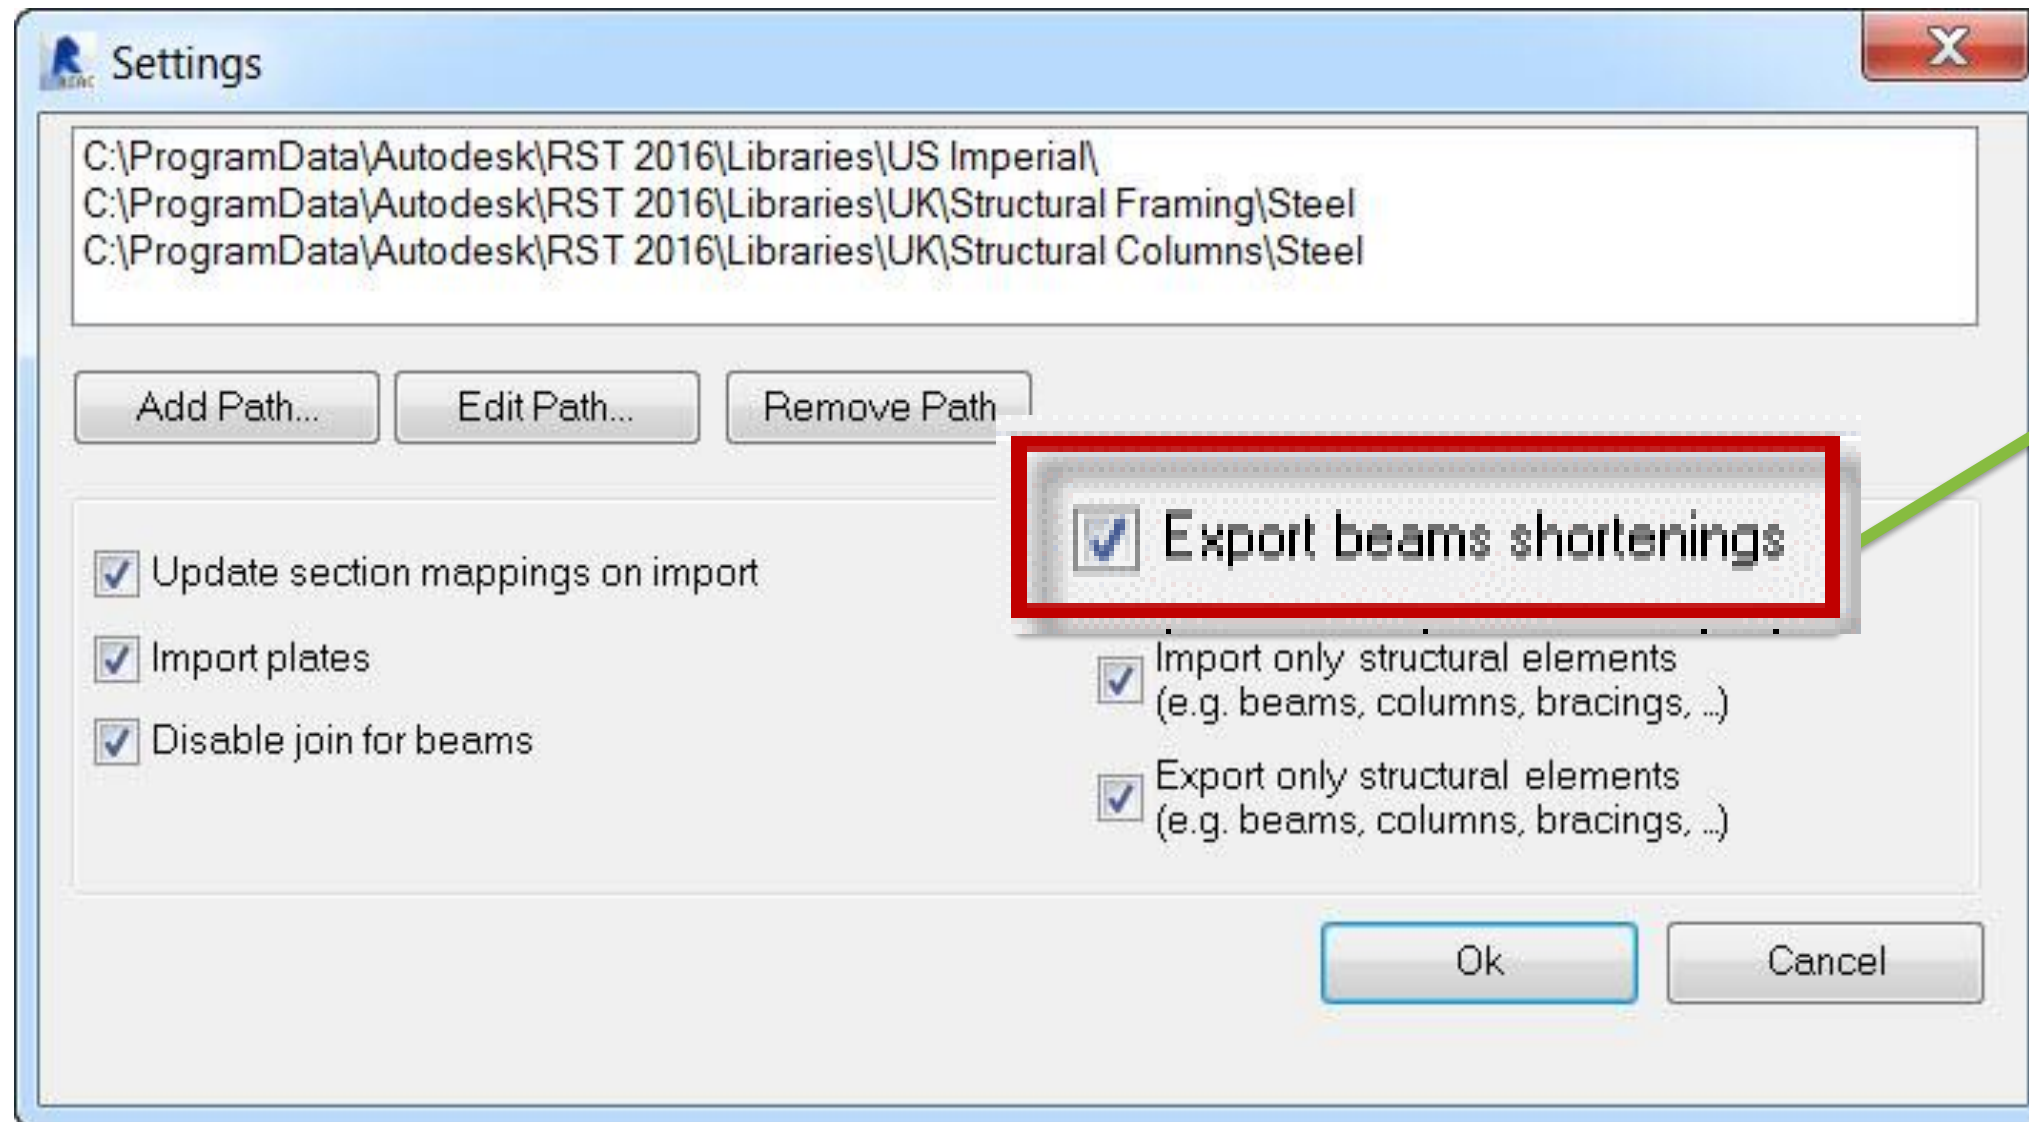 Settings
C:\ProgramData\Autodesk\RST 2016\Libraries\US Imperial\
C:\ProgramData\Autodesk\RST 2016\Libraries\UK\Structural Framing\Steel
C:\ProgramData\Autodesk\RST 2016\Libraries\UK\Structural Columns\Steel
Add Path... Edit Path... Remove Path
Export beams shortenings
Update section mappings on import
Import plates
Disable join for beams
Import only structural elements
(e.g. beams, columns, bracings, ...)
Export only structural elements
(e.g. beams, columns, bracings, ...)
Ok Cancel